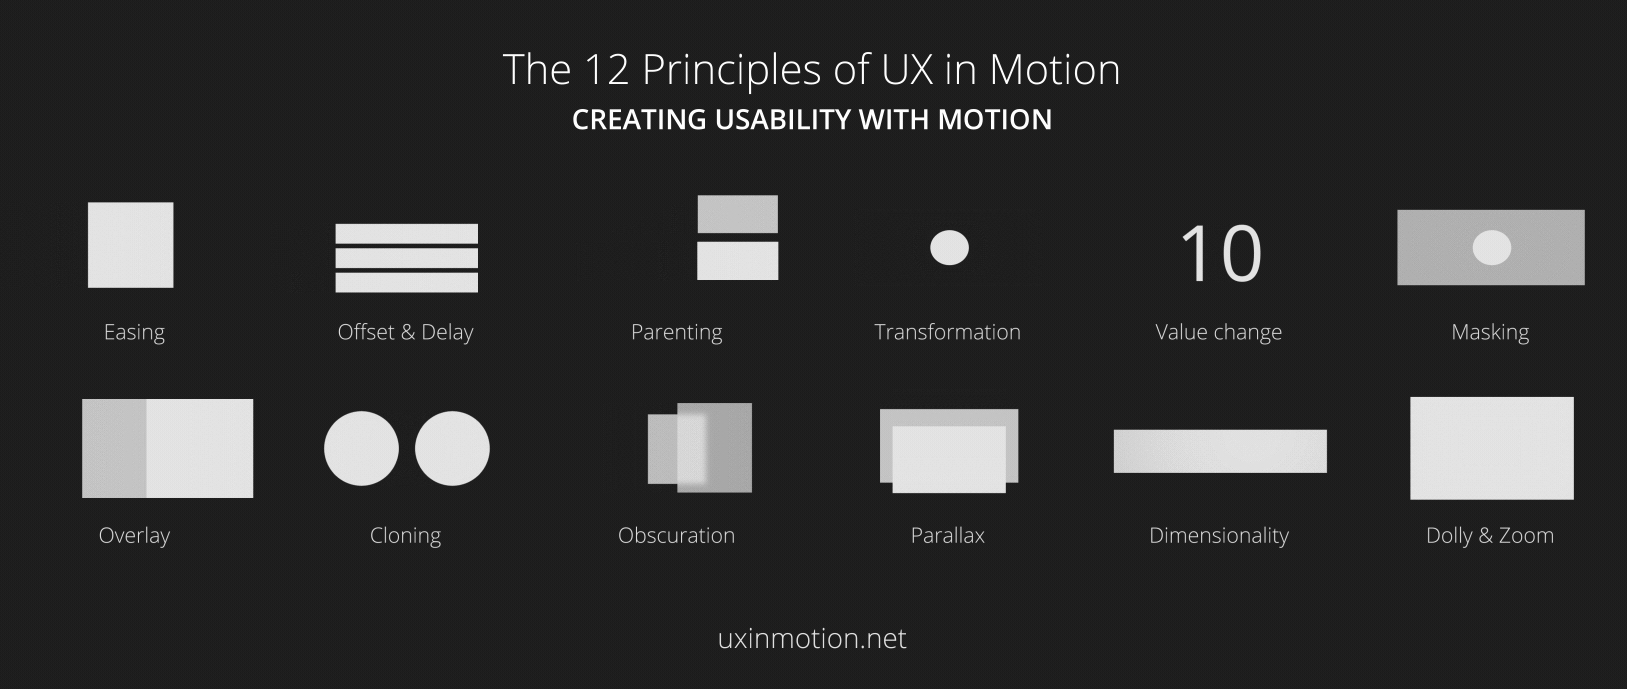 The 12 Principles of UX in Motion
CREATING USABILITY WITH MOTION
10
Easing
Offset & Delay
Parenting
Transformation
Value change
Masking
Overlay
Cloning
Obscuration
Parallax
Dimensionality
Dolly & Zoom
uxinmotion.net